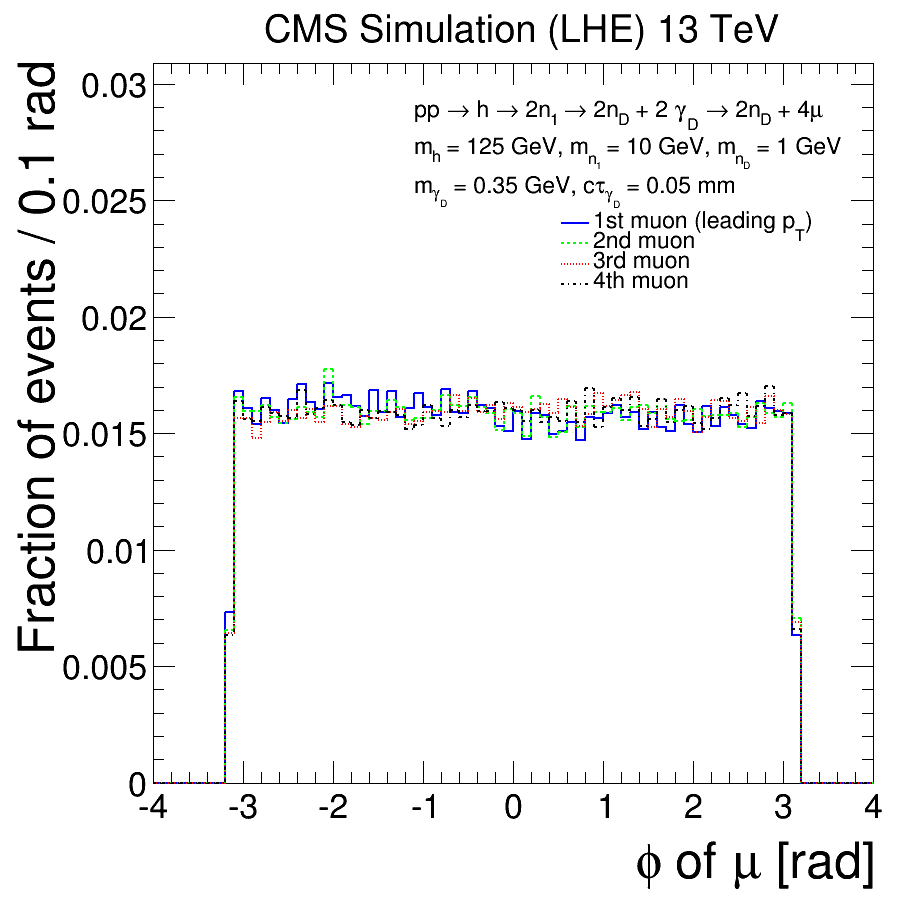 CMS Simulation (LHE) 13 TeV
Fraction of events / 0.1 rad
0.03
0.025
0.02
0.015
0.01
0.005
0
pp → h → 2n₁ → 2n_D + 2 γ_D → 2n_D + 4μ
m_h = 125 GeV, m_n₁ = 10 GeV, m_n_D = 1 GeV
m_γ_D = 0.35 GeV, cτ_γ_D = 0.05 mm
1st muon (leading p_T)
2nd muon
3rd muon
4th muon
-4 -3 -2 -1 0 1 2 3 4
ϕ of μ [rad]